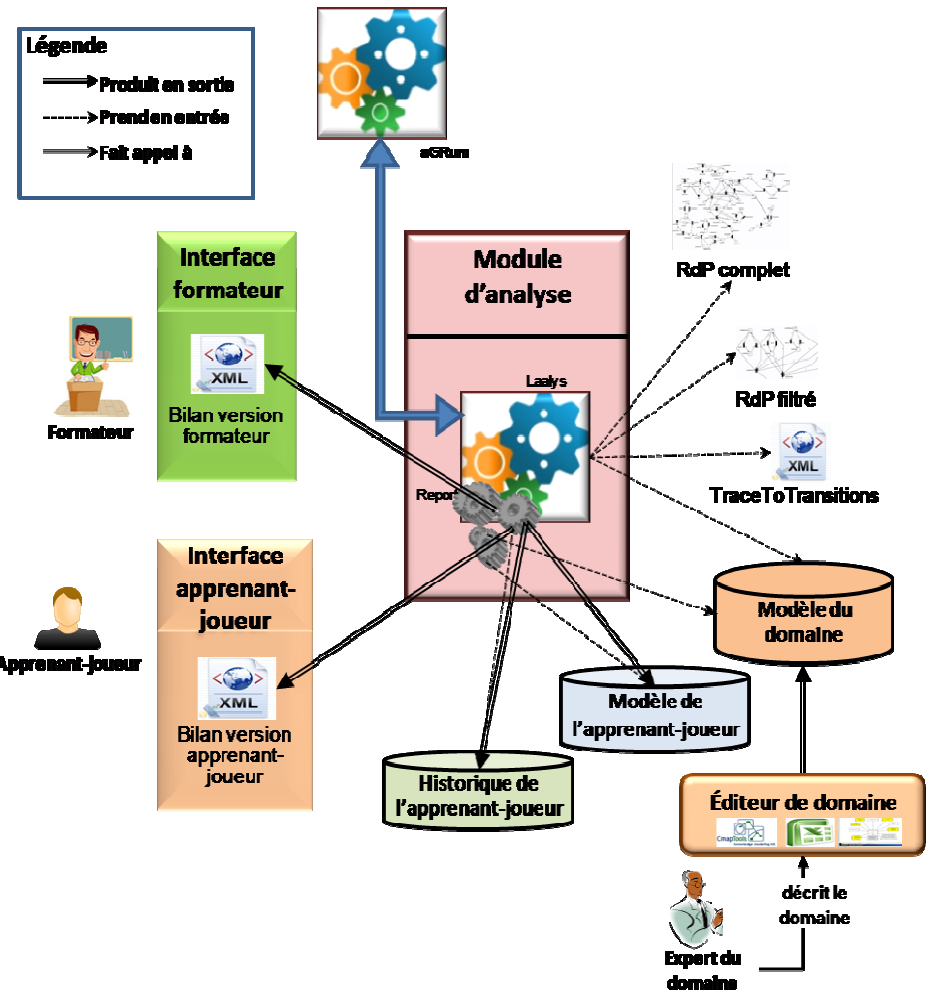 Légende
Produit en sortie
Prend en entrée
Fait appel à
aGRum
Interface
formateur
XML
Bilan version
formateur
Formateur
Module
d'analyse
Laalys
Report
RdP complet
RdP filtré
XML
TraceToTransitions
Interface
apprenant-
joueur
XML
Bilan version
apprenant-
joueur
Apprenant-joueur
Modèle du
domaine
Modèle de
l'apprenant-joueur
Historique de
l'apprenant-joueur
Éditeur de domaine
CmapTools
décrit le
domaine
Expert du
domaine